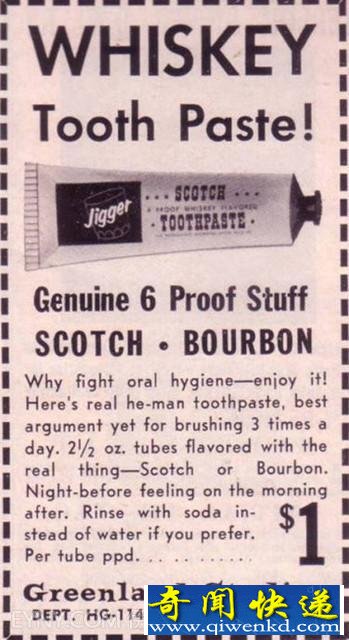 WHISKEY
Tooth Paste!
Jigger
••• SCOTCH •••
6 PROOF WHISKEY FLAVORED
• TOOTHPASTE •
Genuine 6 Proof Stuff
SCOTCH • BOURBON
Why fight oral hygiene—enjoy it!
Here's real he-man toothpaste, best
argument yet for brushing 3 times a
day. 2½ oz. tubes flavored with the
real thing—Scotch or Bourbon.
Night-before feeling on the morning
after. Rinse with soda in-
stead of water if you prefer.
Per tube ppd. . . . . . . . . . . .
$1
DEPT. HG-114
奇闻快递
www.qiwenkd.com